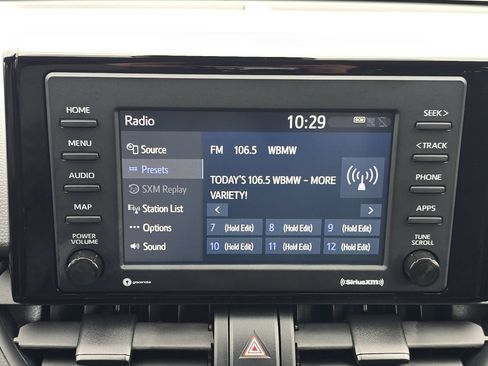 Radio 10:29 DCM
HOME
MENU
AUDIO
MAP
POWER
VOLUME
Source
Presets
SXM Replay
Station List
Options
Sound
FM 106.5 WBMW
TODAY'S 106.5 WBMW - MORE
VARIETY!
< >
7 (Hold Edit) 8 (Hold Edit) 9 (Hold Edit)
10 (Hold Edit) 11 (Hold Edit) 12 (Hold Edit)
SEEK >
< TRACK
PHONE
APPS
TUNE
SCROLL
gracenote
((SiriusXM))